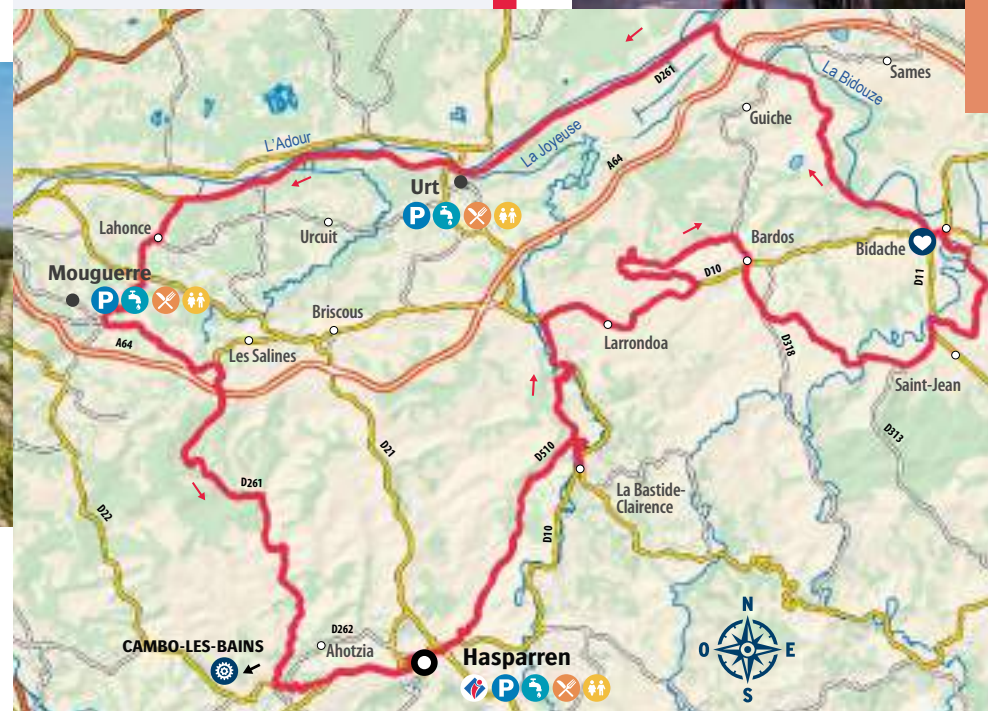 Sames
D261
La Bidouze
Guiche
L'Adour
La Joyeuse
A64
Urt
P
Lahonce
Urcuit
Bardos
Bidache
Mouguerre
P
D10
D11
Briscous
A64
Les Salines
Larrondoa
D318
Saint-Jean
D21
D510
D313
D261
La Bastide-
Clairence
D22
D10
N
O
E
S
D262
CAMBO-LES-BAINS
Ahotzia
Hasparren
P